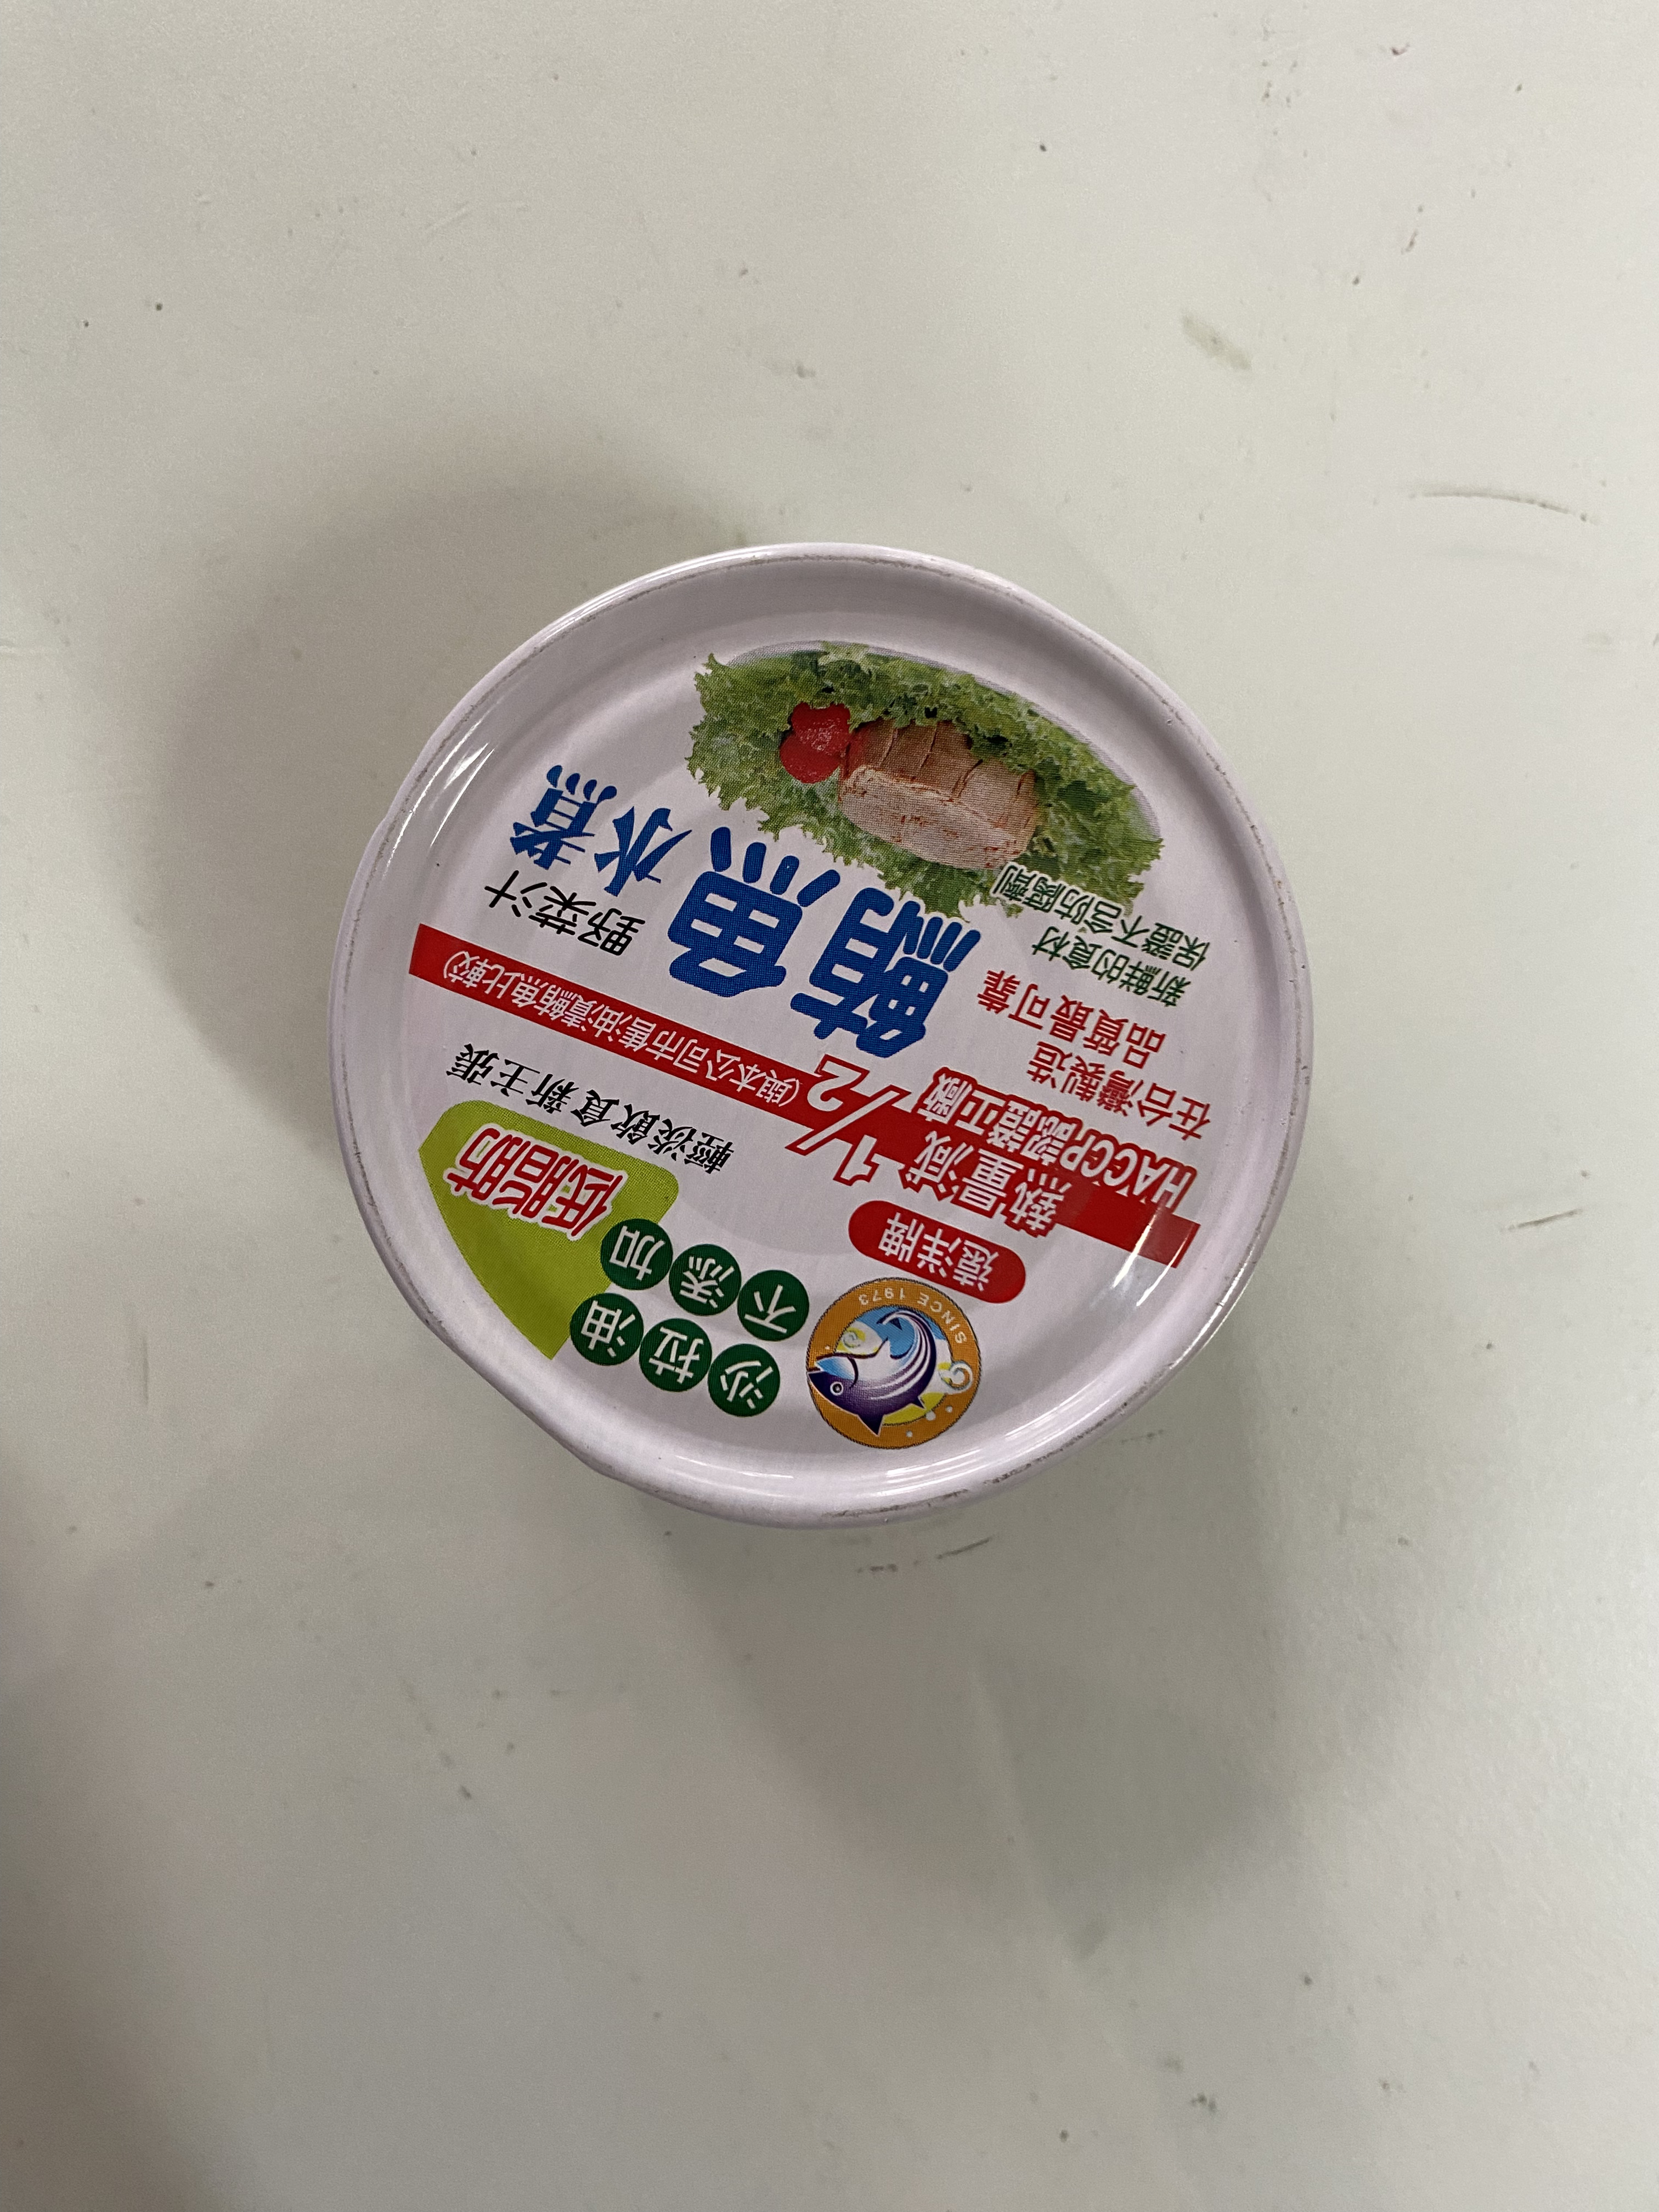 SINCE 1973
遠洋牌
不添加
沙拉油
低脂肪
輕淡飲食新主張
熱量減1/2(與本公司市售油漬鮪魚比較)
HACCP認證工廠
在台灣製造
品質最可靠
新鮮的食材
保證不含防腐劑
鮪魚
野菜汁
水煮